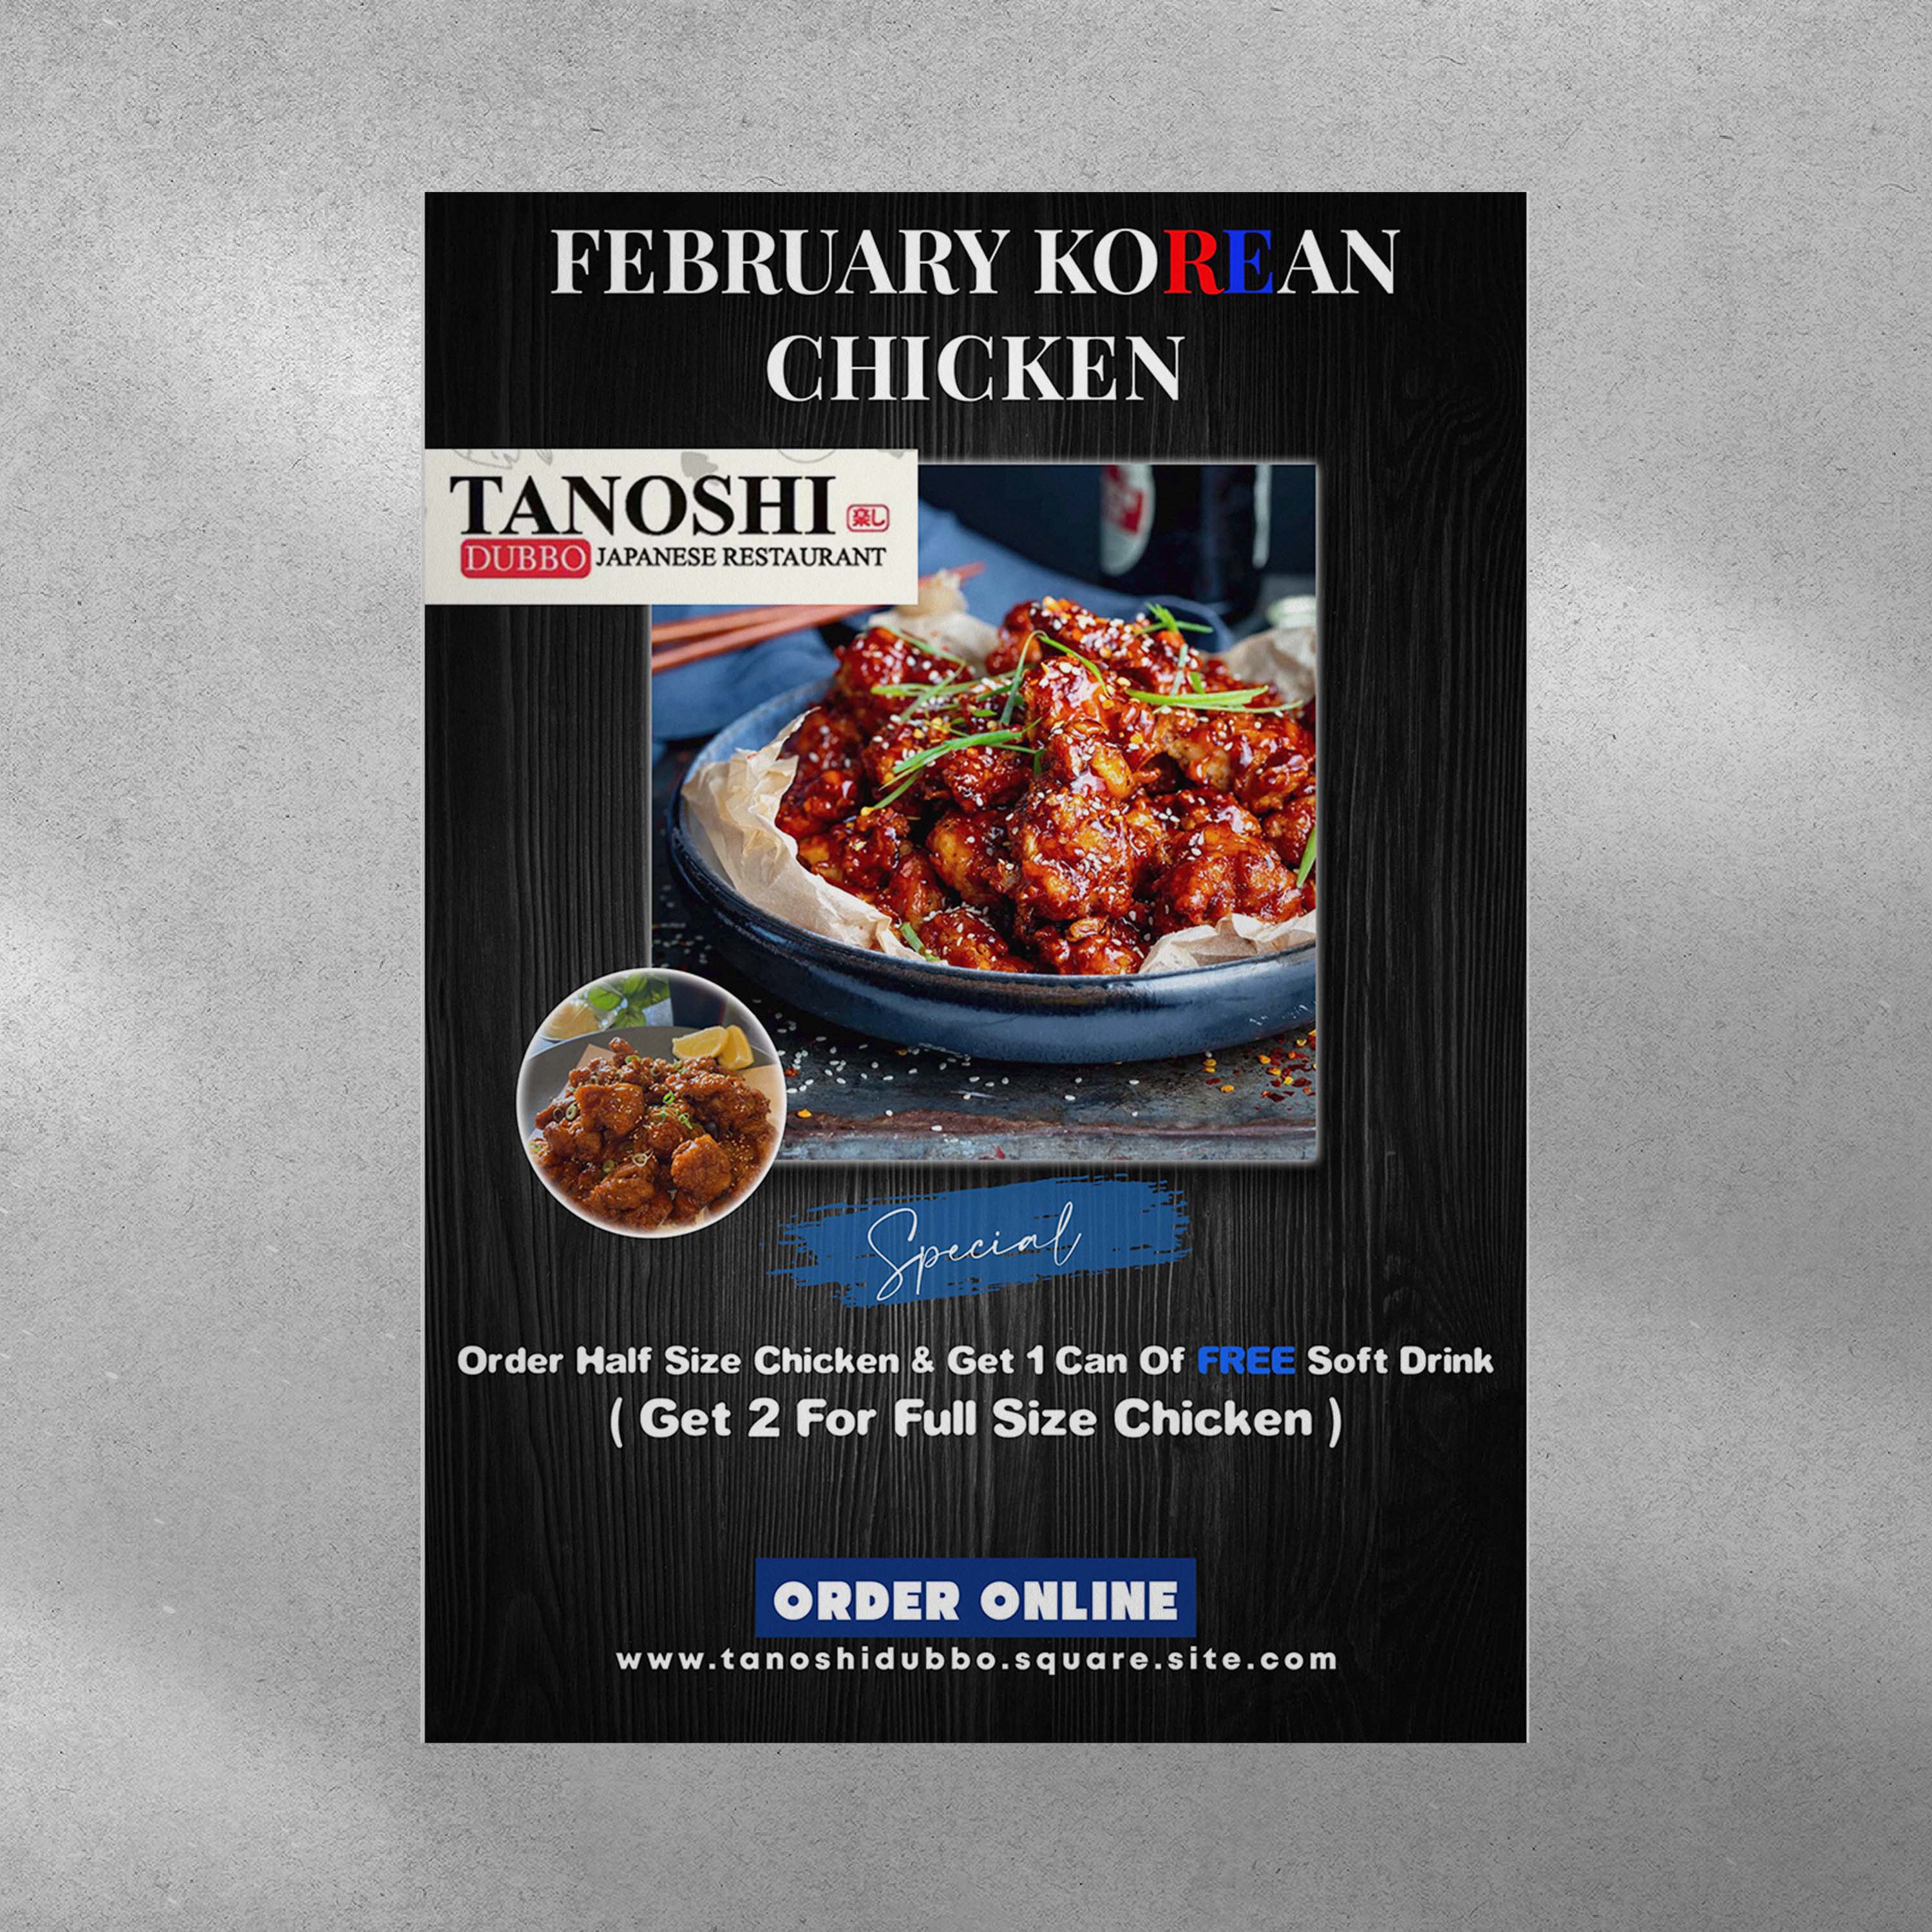 FEBRUARY KOREAN
CHICKEN
TANOSHI 楽し
DUBBO JAPANESE RESTAURANT
Special
Order Half Size Chicken & Get 1 Can Of FREE Soft Drink
( Get 2 For Full Size Chicken )
ORDER ONLINE
www.tanoshidubbo.square.site.com